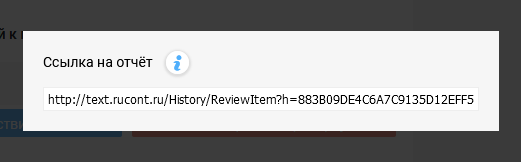 Ссылка на отчёт
http://text.rucont.ru/History/ReviewItem?h=883B09DE4C6A7C9135D12EFF5